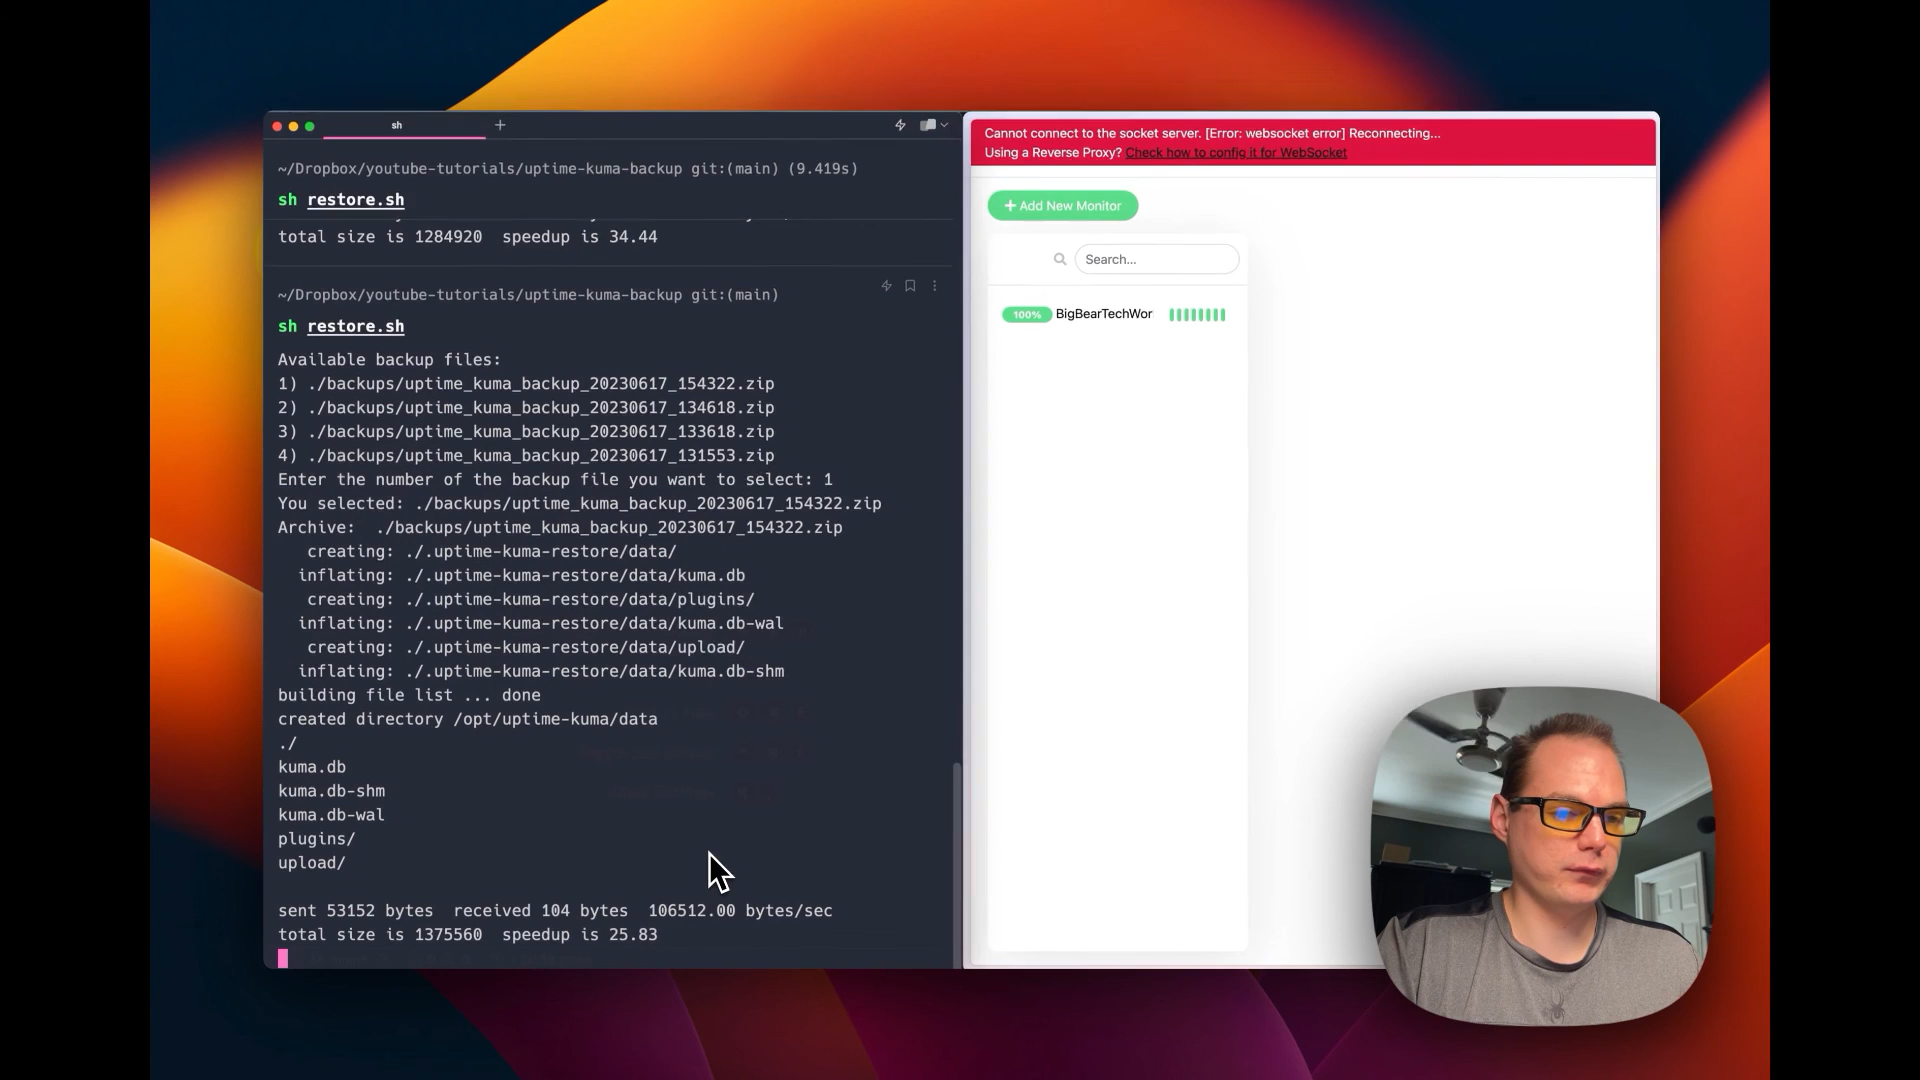 sh
~/Dropbox/youtube-tutorials/uptime-kuma-backup git:(main) (9.419s)
sh restore.sh
total size is 1284920 speedup is 34.44
~/Dropbox/youtube-tutorials/uptime-kuma-backup git:(main)
sh restore.sh
Available backup files:
1) ./backups/uptime_kuma_backup_20230617_154322.zip
2) ./backups/uptime_kuma_backup_20230617_134618.zip
3) ./backups/uptime_kuma_backup_20230617_133618.zip
4) ./backups/uptime_kuma_backup_20230617_131553.zip
Enter the number of the backup file you want to select: 1
You selected: ./backups/uptime_kuma_backup_20230617_154322.zip
Archive: ./backups/uptime_kuma_backup_20230617_154322.zip
creating: ./.uptime-kuma-restore/data/
inflating: ./.uptime-kuma-restore/data/kuma.db
creating: ./.uptime-kuma-restore/data/plugins/
inflating: ./.uptime-kuma-restore/data/kuma.db-wal
creating: ./.uptime-kuma-restore/data/upload/
inflating: ./.uptime-kuma-restore/data/kuma.db-shm
building file list ... done
created directory /opt/uptime-kuma/data
./
kuma.db
kuma.db-shm
kuma.db-wal
plugins/
upload/
sent 53152 bytes received 104 bytes 106512.00 bytes/sec
total size is 1375560 speedup is 25.83
Cannot connect to the socket server. [Error: websocket error] Reconnecting...
Using a Reverse Proxy? Check how to config it for WebSocket
+ Add New Monitor
Search...
100% BigBearTechWor